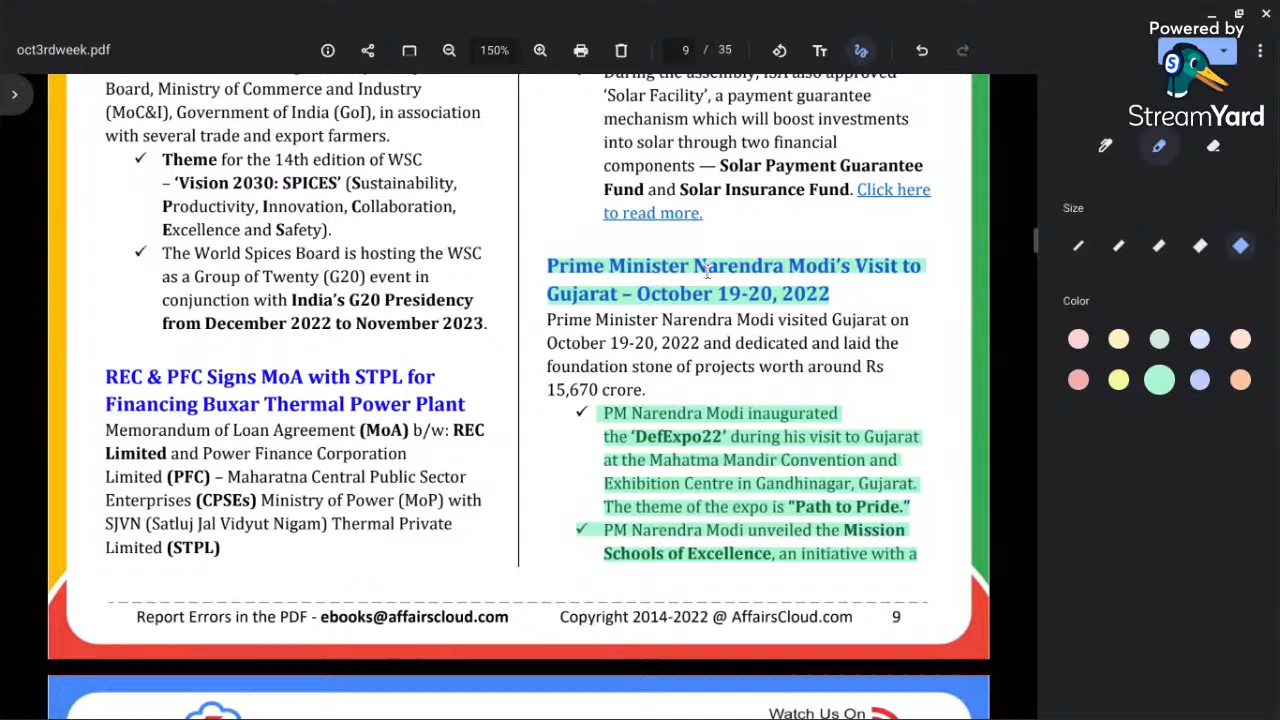 Powered by
StreamYard
oct3rdweek.pdf
150%
9 / 35
Board, Ministry of Commerce and Industry
(MoC&I), Government of India (GoI), in association
with several trade and export farmers.
✓ Theme for the 14th edition of WSC
– ‘Vision 2030: SPICES’ (Sustainability,
Productivity, Innovation, Collaboration,
Excellence and Safety).
✓ The World Spices Board is hosting the WSC
as a Group of Twenty (G20) event in
conjunction with India’s G20 Presidency
from December 2022 to November 2023.
REC & PFC Signs MoA with STPL for
Financing Buxar Thermal Power Plant
Memorandum of Loan Agreement (MoA) b/w: REC
Limited and Power Finance Corporation
Limited (PFC) – Maharatna Central Public Sector
Enterprises (CPSEs) Ministry of Power (MoP) with
SJVN (Satluj Jal Vidyut Nigam) Thermal Private
Limited (STPL)
During the assembly, ISA also approved
‘Solar Facility’, a payment guarantee
mechanism which will boost investments
into solar through two financial
components — Solar Payment Guarantee
Fund and Solar Insurance Fund. Click here
to read more.
Prime Minister Narendra Modi’s Visit to
Gujarat – October 19-20, 2022
Prime Minister Narendra Modi visited Gujarat on
October 19-20, 2022 and dedicated and laid the
foundation stone of projects worth around Rs
15,670 crore.
✓ PM Narendra Modi inaugurated
the ‘DefExpo22’ during his visit to Gujarat
at the Mahatma Mandir Convention and
Exhibition Centre in Gandhinagar, Gujarat.
The theme of the expo is “Path to Pride.”
✓ PM Narendra Modi unveiled the Mission
Schools of Excellence, an initiative with a
Report Errors in the PDF - ebooks@affairscloud.com
Copyright 2014-2022 @ AffairsCloud.com 9
Watch Us On
Size
Color